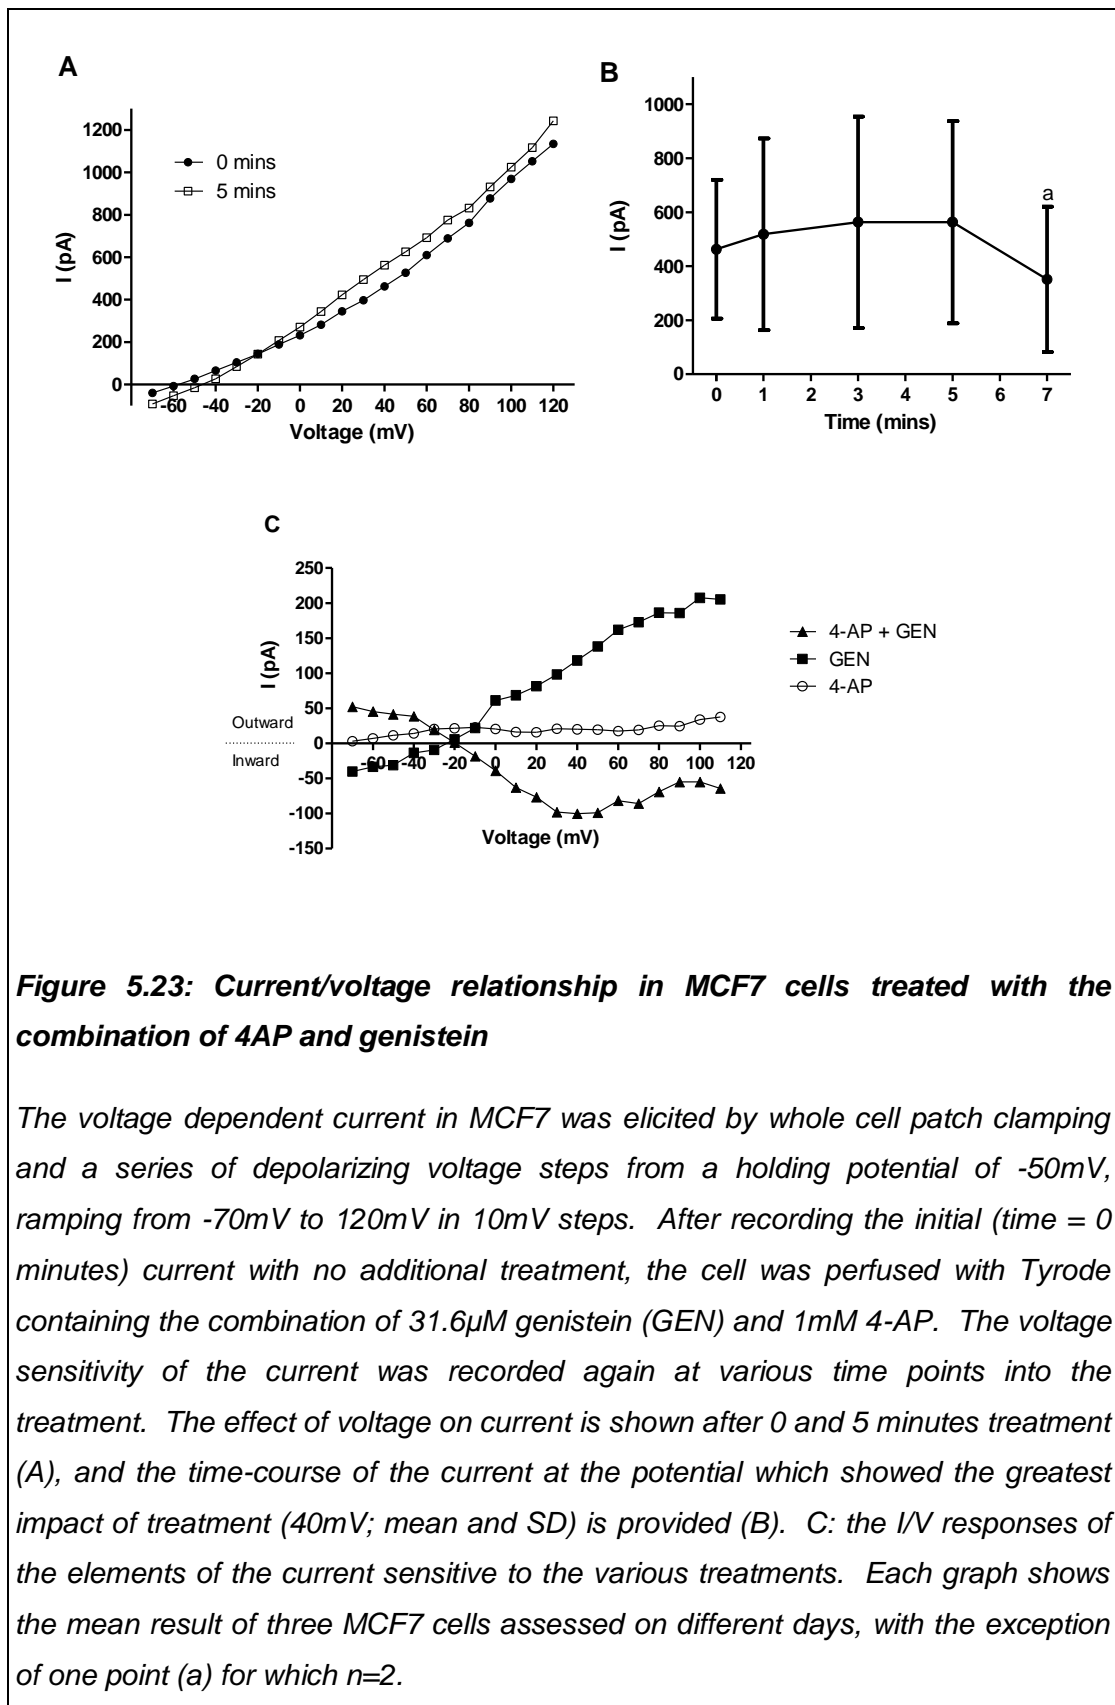 A
1200
1000
800
600
400
200
0
I (pA)
0 mins
5 mins
-60 -40 -20 0 20 40 60 80 100 120
Voltage (mV)
B
1000
800
600
400
200
0
I (pA)
a
0 1 2 3 4 5 6 7
Time (mins)
C
250
200
150
100
50
0
-50
-100
-150
I (pA)
Outward
Inward
-60 -40 -20 0 20 40 60 80 100 120
Voltage (mV)
4-AP + GEN
GEN
4-AP
Figure 5.23: Current/voltage relationship in MCF7 cells treated with the
combination of 4AP and genistein
The voltage dependent current in MCF7 was elicited by whole cell patch clamping
and a series of depolarizing voltage steps from a holding potential of -50mV,
ramping from -70mV to 120mV in 10mV steps. After recording the initial (time = 0
minutes) current with no additional treatment, the cell was perfused with Tyrode
containing the combination of 31.6µM genistein (GEN) and 1mM 4-AP. The voltage
sensitivity of the current was recorded again at various time points into the
treatment. The effect of voltage on current is shown after 0 and 5 minutes treatment
(A), and the time-course of the current at the potential which showed the greatest
impact of treatment (40mV; mean and SD) is provided (B). C: the I/V responses of
the elements of the current sensitive to the various treatments. Each graph shows
the mean result of three MCF7 cells assessed on different days, with the exception
of one point (a) for which n=2.